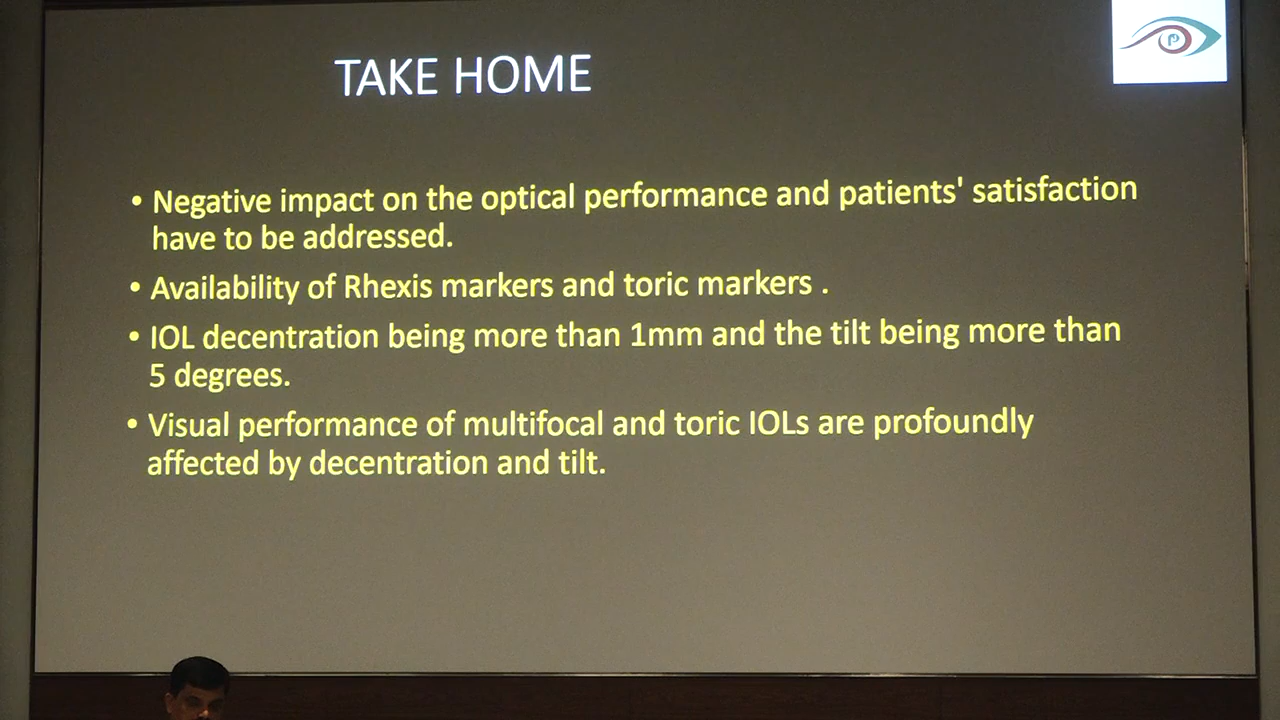 TAKE HOME
• Negative impact on the optical performance and patients' satisfaction
have to be addressed.
• Availability of Rhexis markers and toric markers .
• IOL decentration being more than 1mm and the tilt being more than
5 degrees.
• Visual performance of multifocal and toric IOLs are profoundly
affected by decentration and tilt.